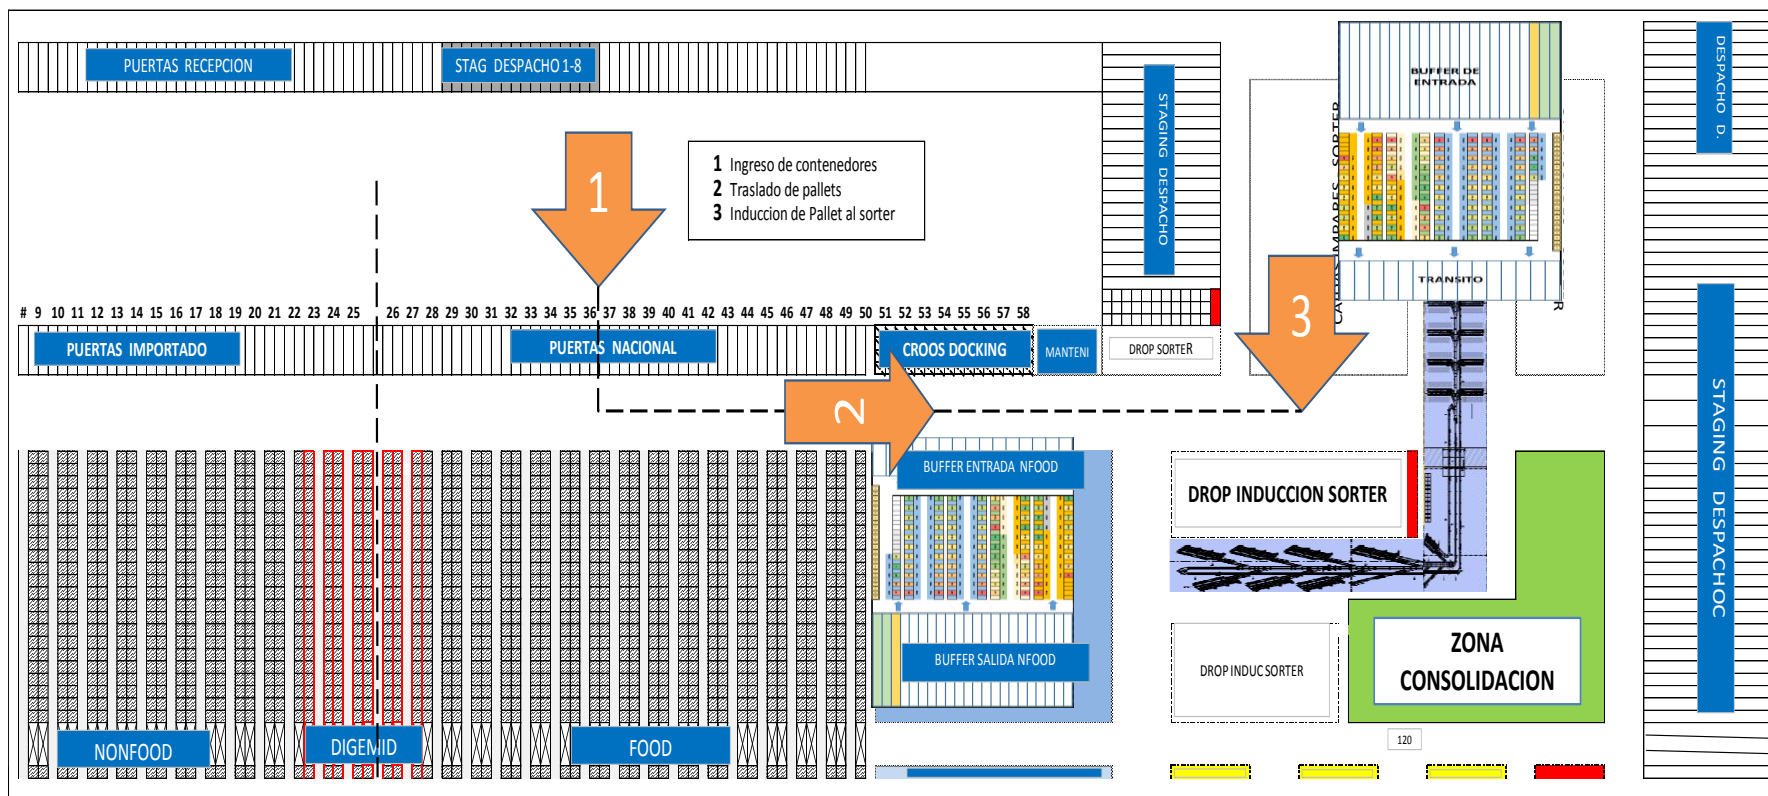 PUERTAS RECEPCION
STAG DESPACHO 1-8
STAGING DESPACHO
BUFFER DE
ENTRADA
DESPACHO D.
1
1 Ingreso de contenedores
2 Traslado de pallets
3 Induccion de Pallet al sorter
TRANSITO
3
# 9 10 11 12 13 14 15 16 17 18 19 20 21 22 23 24 25 26 27 28 29 30 31 32 33 34 35 36 37 38 39 40 41 42 43 44 45 46 47 48 49 50 51 52 53 54 55 56 57 58
PUERTAS IMPORTADO
PUERTAS NACIONAL
CROOS DOCKING
MANTENI
DROP SORTER
2
STAGING DESPACHOC
BUFFER ENTRADA NFOOD
DROP INDUCCION SORTER
BUFFER SALIDA NFOOD
DROP INDUC SORTER
ZONA
CONSOLIDACION
NONFOOD
DIGEMID
FOOD
120